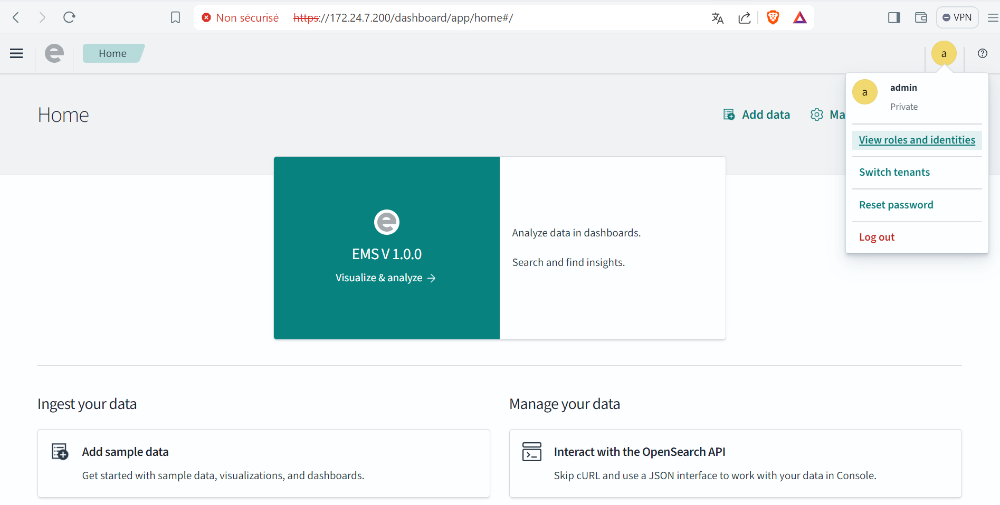 Non sécurisé https://172.24.7.200/dashboard/app/home#/
VPN
e Home
a
a
admin
Private
Home
Add data
Ma
View roles and identities
Switch tenants
Reset password
Log out
e
EMS V 1.0.0
Visualize & analyze →
Analyze data in dashboards.
Search and find insights.
Ingest your data
Add sample data
Get started with sample data, visualizations, and dashboards.
Manage your data
Interact with the OpenSearch API
Skip cURL and use a JSON interface to work with your data in Console.